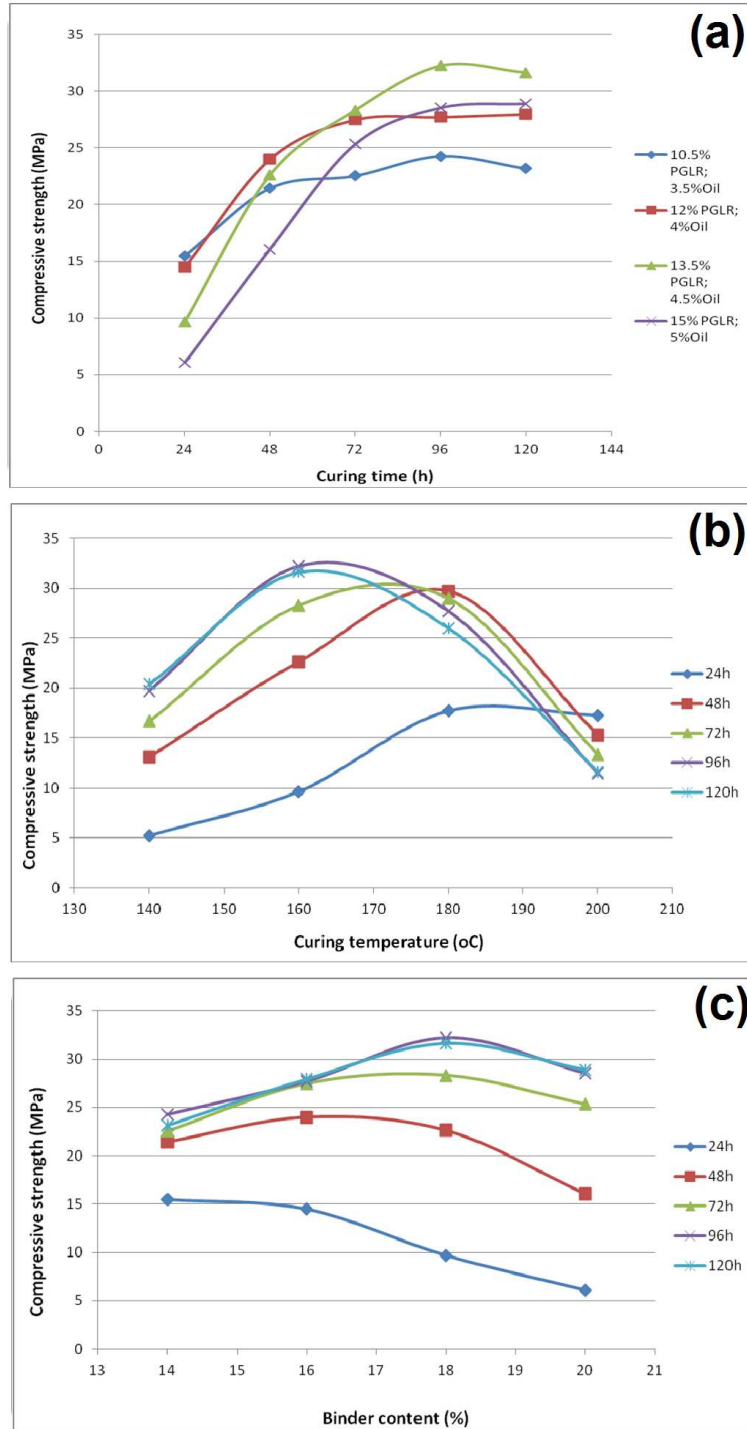 (a)
35
30
25
20
15
10
5
0
Compressive strength (MPa)
0 24 48 72 96 120 144
Curing time (h)
10.5%
PGLR;
3.5%Oil
12% PGLR;
4%Oil
13.5%
PGLR;
4.5%Oil
15% PGLR;
5%Oil
(b)
35
30
25
20
15
10
5
0
Compressive strength (MPa)
130 140 150 160 170 180 190 200 210
Curing temperature (oC)
24h
48h
72h
96h
120h
(c)
35
30
25
20
15
10
5
0
Compressive strength (MPa)
13 14 15 16 17 18 19 20 21
Binder content (%)
24h
48h
72h
96h
120h